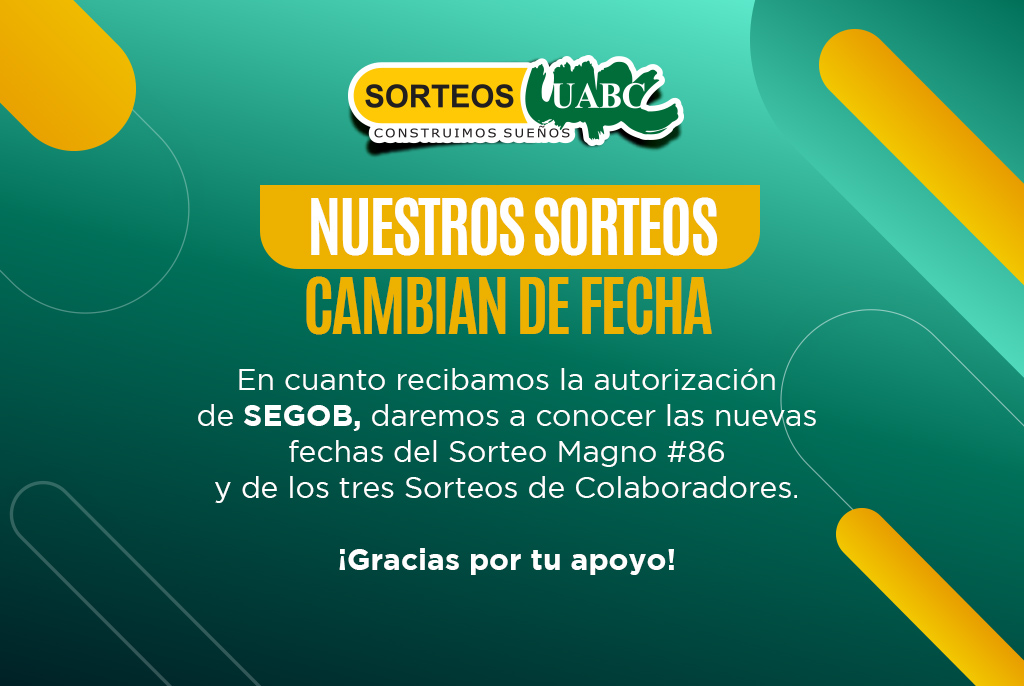 SORTEOS UABC
CONSTRUIMOS SUEÑOS
NUESTROS SORTEOS
CAMBIAN DE FECHA
En cuanto recibamos la autorización
de SEGOB, daremos a conocer las nuevas
fechas del Sorteo Magno #86
y de los tres Sorteos de Colaboradores.
¡Gracias por tu apoyo!